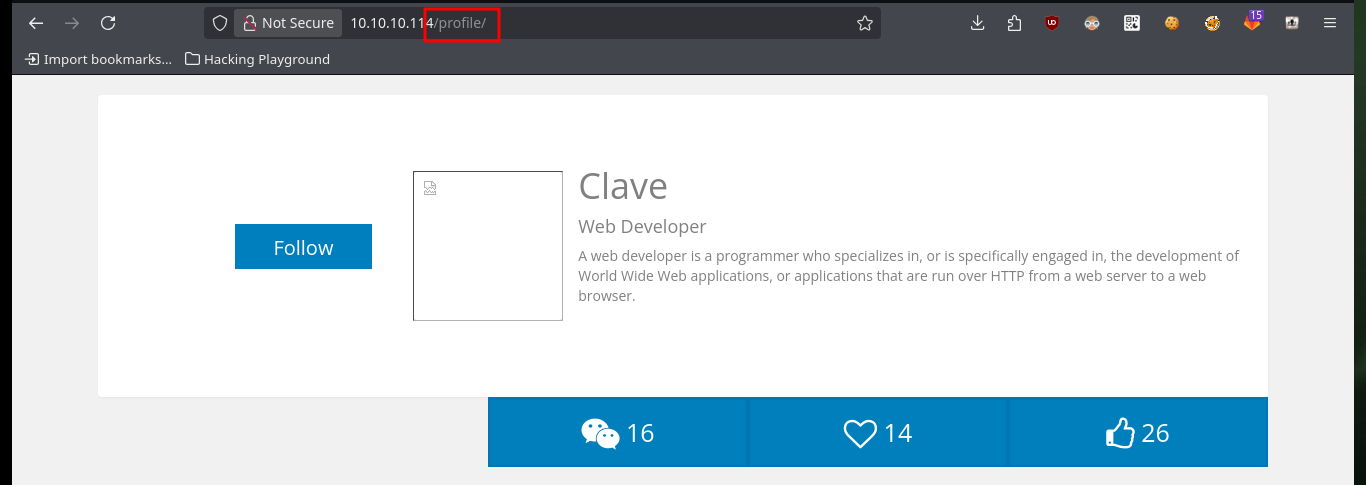 Not Secure 10.10.10.114/profile/
15
Import bookmarks... Hacking Playground
Clave
Web Developer
Follow
A web developer is a programmer who specializes in, or is specifically engaged in, the development of
World Wide Web applications, or applications that are run over HTTP from a web server to a web
browser.
16 14 26